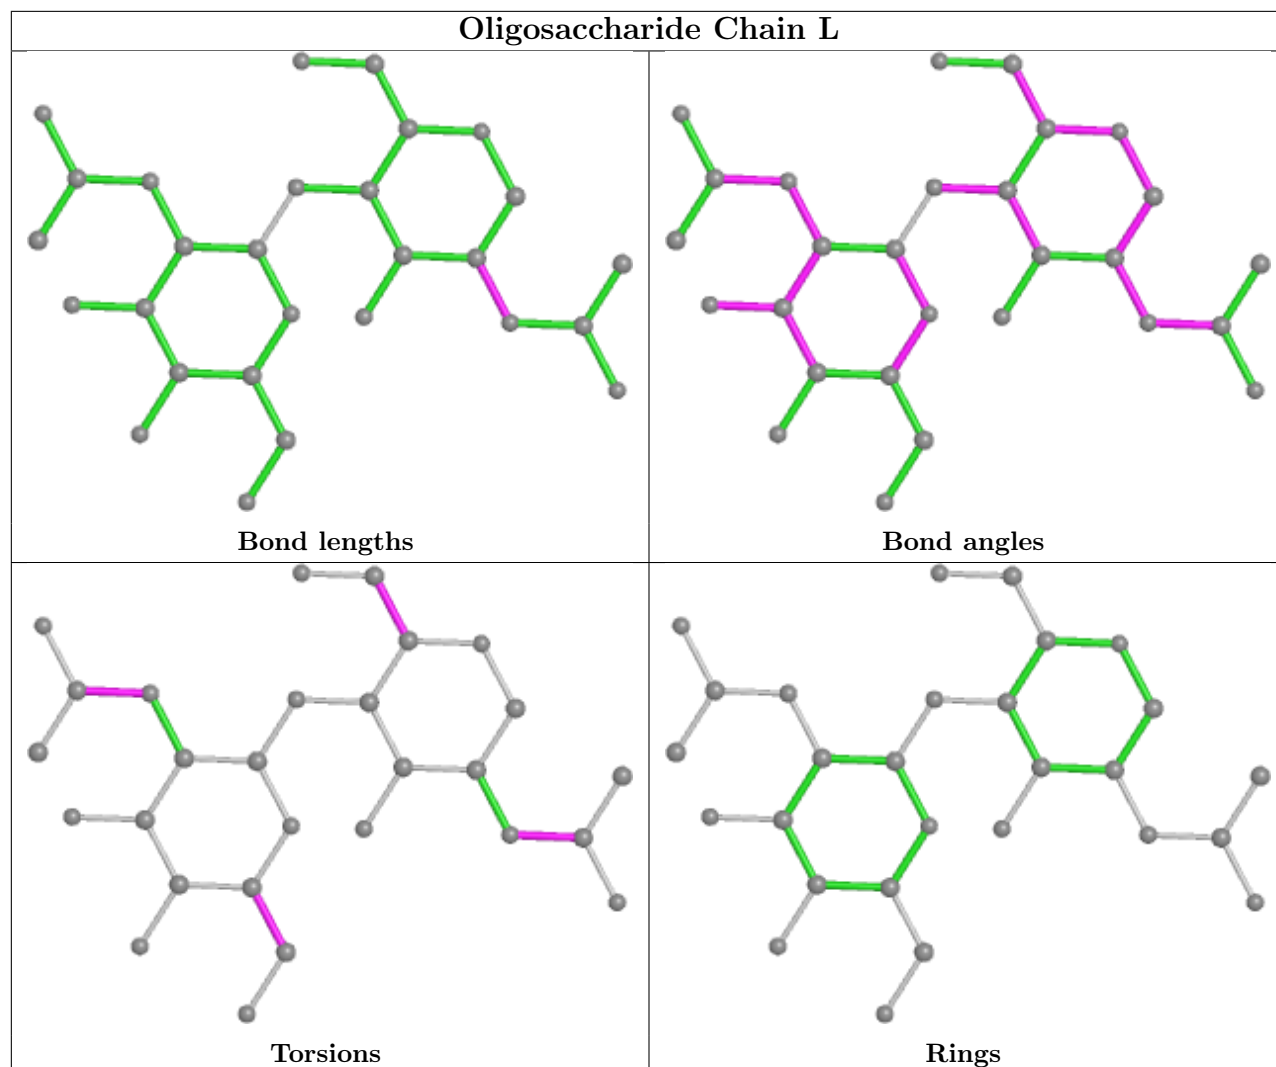 Oligosaccharide Chain L
Bond lengths
Bond angles
Torsions
Rings